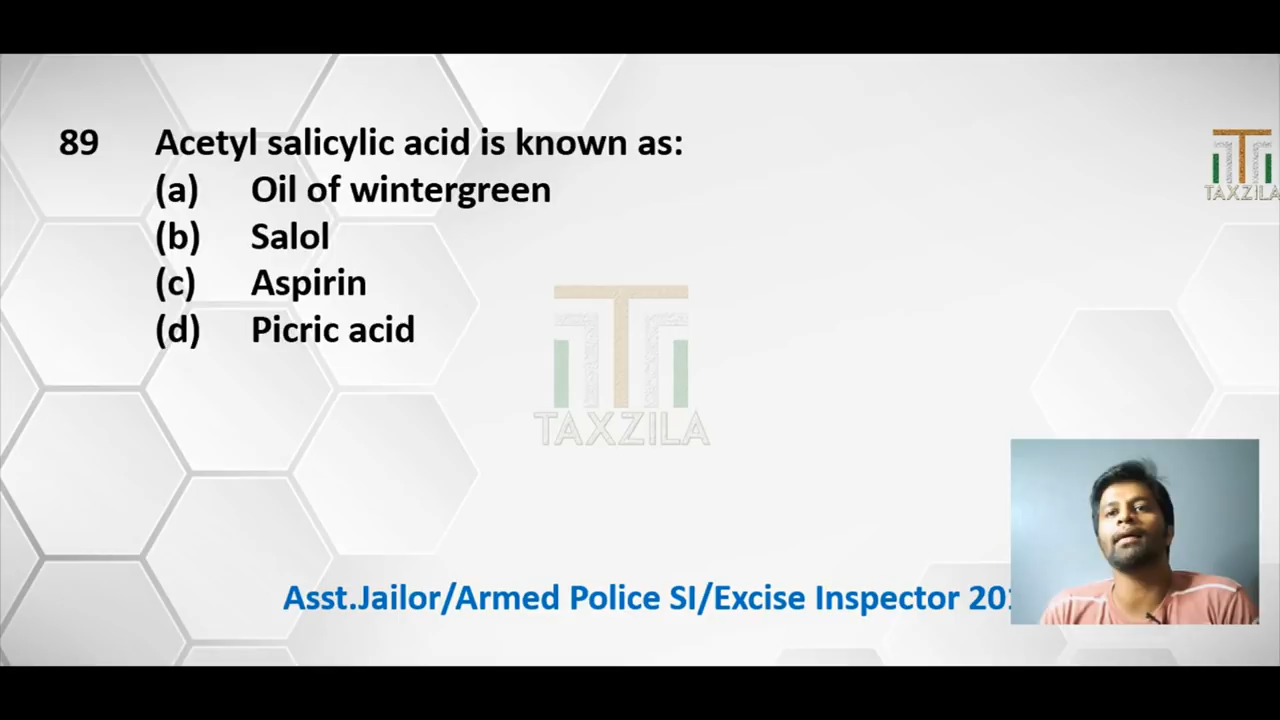 89 Acetyl salicylic acid is known as:
(a) Oil of wintergreen
(b) Salol
(c) Aspirin
(d) Picric acid
TAXZILA
TAXZILA
Asst.Jailor/Armed Police SI/Excise Inspector